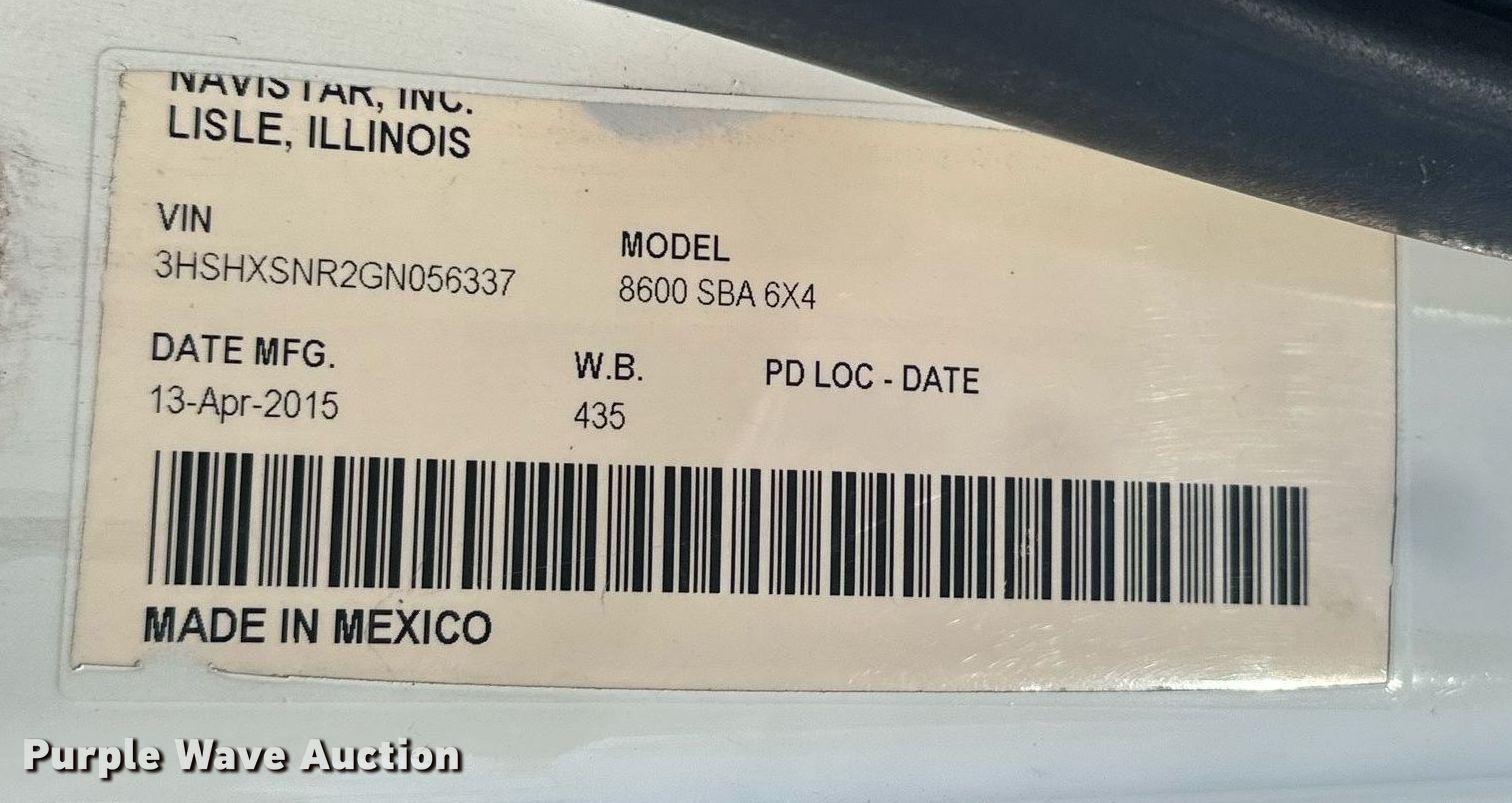 NAVISTAR, INC.
LISLE, ILLINOIS
VIN
3HSHXSNR2GN056337
MODEL
8600 SBA 6X4
DATE MFG.
13-Apr-2015
W.B.
435
PD LOC - DATE
MADE IN MEXICO
Purple Wave Auction